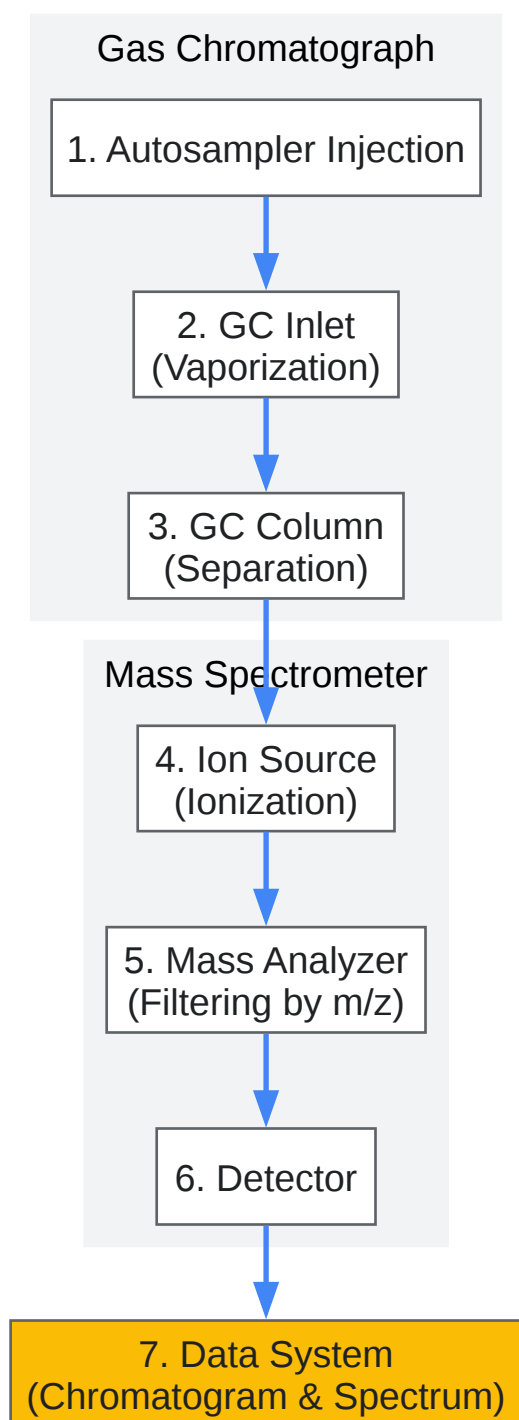 Gas Chromatograph
1. Autosampler Injection
2. GC Inlet
(Vaporization)
3. GC Column
(Separation)
Mass Spectrometer
4. Ion Source
(Ionization)
5. Mass Analyzer
(Filtering by m/z)
6. Detector
7. Data System
(Chromatogram & Spectrum)